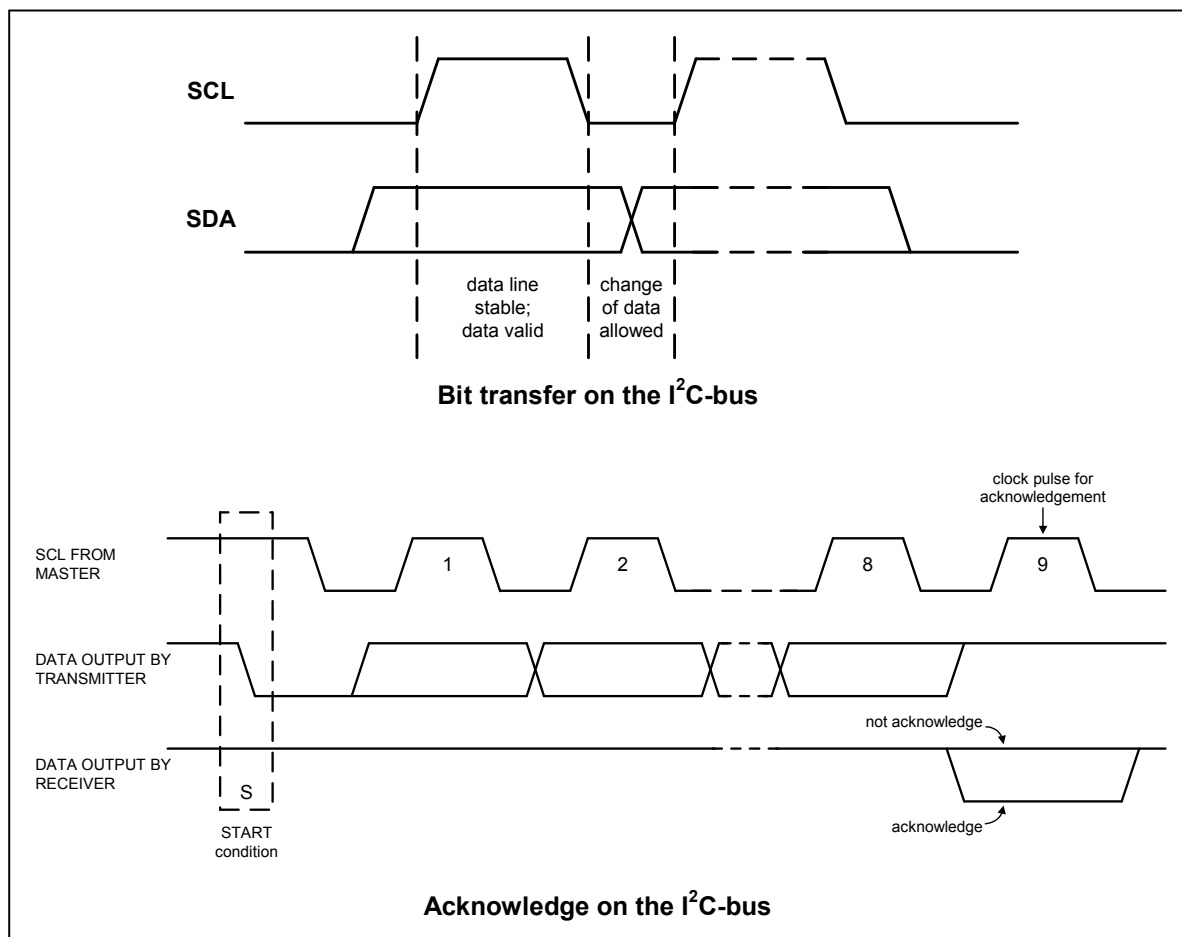 SCL
SDA
data line
stable;
data valid
change
of data
allowed
Bit transfer on the I²C-bus
clock pulse for
acknowledgement
SCL FROM
MASTER
1
2
8
9
DATA OUTPUT BY
TRANSMITTER
not acknowledge
DATA OUTPUT BY
RECEIVER
S
acknowledge
START
condition
Acknowledge on the I²C-bus